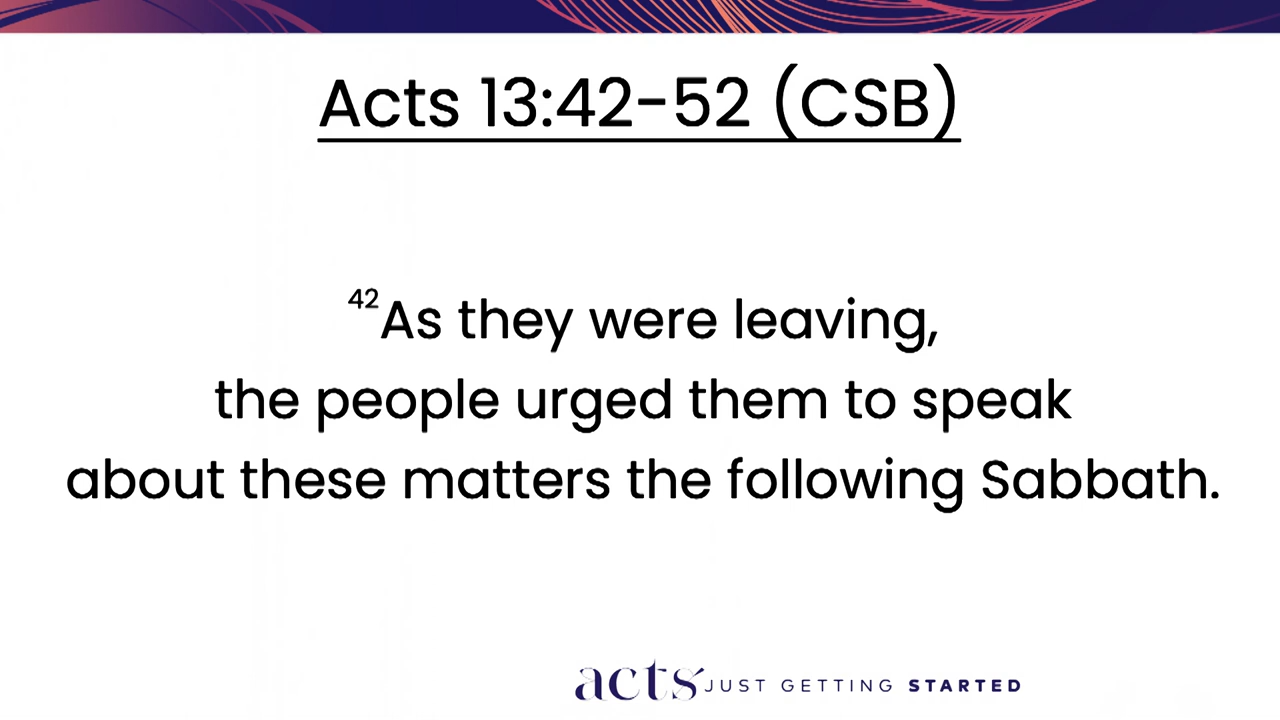 Acts 13:42-52 (CSB)
42As they were leaving,
the people urged them to speak
about these matters the following Sabbath.
acts JUST GETTING STARTED